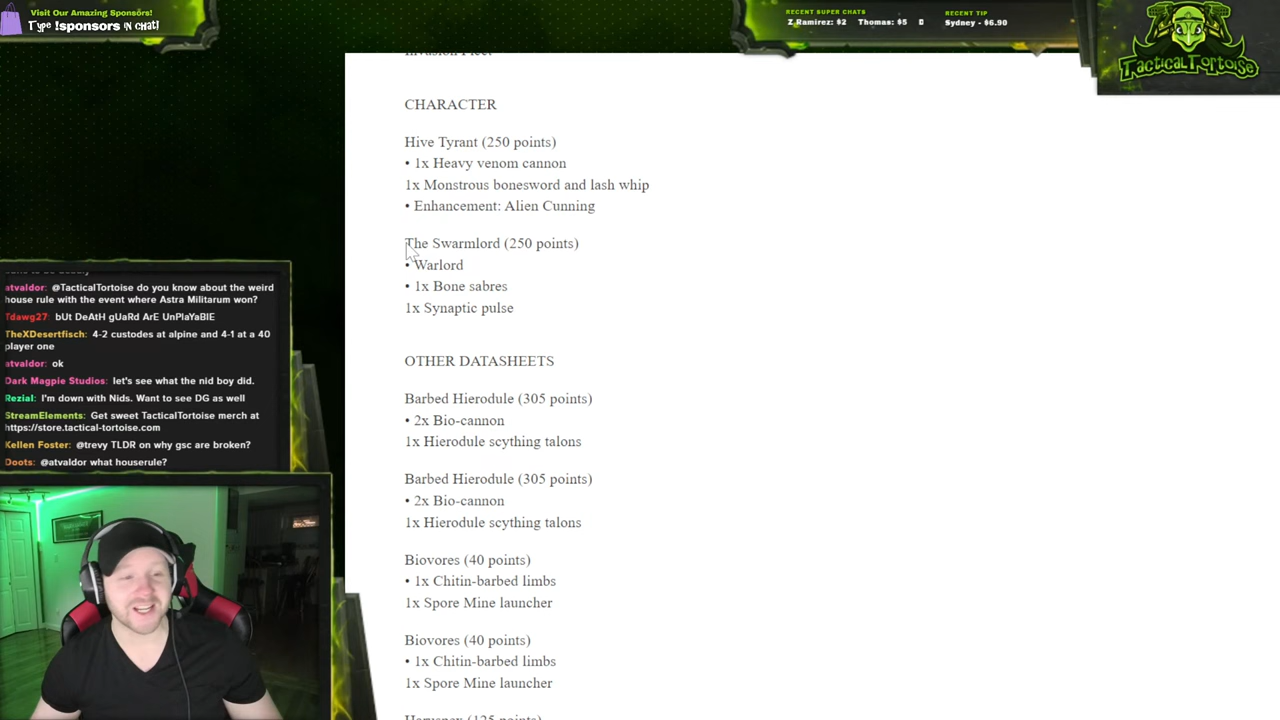 Visit Our Amazing Sponsors!
Type !sponsors in chat!
RECENT SUPER CHATS
Z Ramirez: $2 Thomas: $5
RECENT TIP
Sydney - $6.90
TacticalTortoise
Invasion Fleet
CHARACTER
Hive Tyrant (250 points)
• 1x Heavy venom cannon
1x Monstrous bonesword and lash whip
• Enhancement: Alien Cunning
The Swarmlord (250 points)
• Warlord
• 1x Bone sabres
1x Synaptic pulse
OTHER DATASHEETS
Barbed Hierodule (305 points)
• 2x Bio-cannon
1x Hierodule scything talons
Barbed Hierodule (305 points)
• 2x Bio-cannon
1x Hierodule scything talons
Biovores (40 points)
• 1x Chitin-barbed limbs
1x Spore Mine launcher
Biovores (40 points)
• 1x Chitin-barbed limbs
1x Spore Mine launcher
Haruspex (125 points)
atvaldor: @TacticalTortoise do you know about the weird
house rule with the event where Astra Militarum won?
Tdawg27: bUt DeAtH gUaRd ArE UnPlaYaBlE
TheXDesertfisch: 4-2 custodes at alpine and 4-1 at a 40
player one
atvaldor: ok
Dark Magpie Studios: let's see what the nid boy did.
Rezial: I'm down with Nids. Want to see DG as well
StreamElements: Get sweet TacticalTortoise merch at
https://store.tactical-tortoise.com
Kellen Foster: @trevy TLDR on why gsc are broken?
Doots: @atvaldor what houserule?